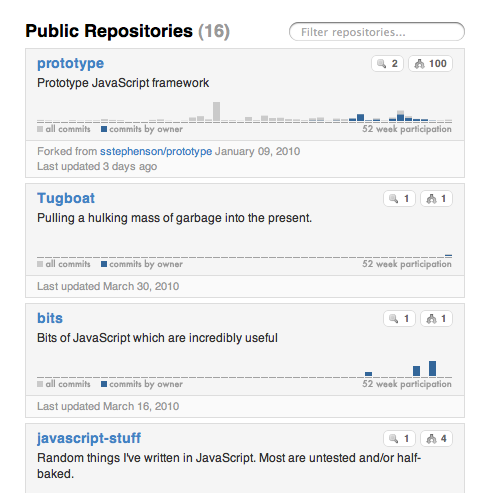 Public Repositories (16)
Filter repositories...
prototype
2
100
Prototype JavaScript framework
all commits
commits by owner
52 week participation
Forked from sstephenson/prototype January 09, 2010
Last updated 3 days ago
Tugboat
1
1
Pulling a hulking mass of garbage into the present.
all commits
commits by owner
52 week participation
Last updated March 30, 2010
bits
1
1
Bits of JavaScript which are incredibly useful
all commits
commits by owner
52 week participation
Last updated March 16, 2010
javascript-stuff
1
4
Random things I've written in JavaScript. Most are untested and/or half-
baked.